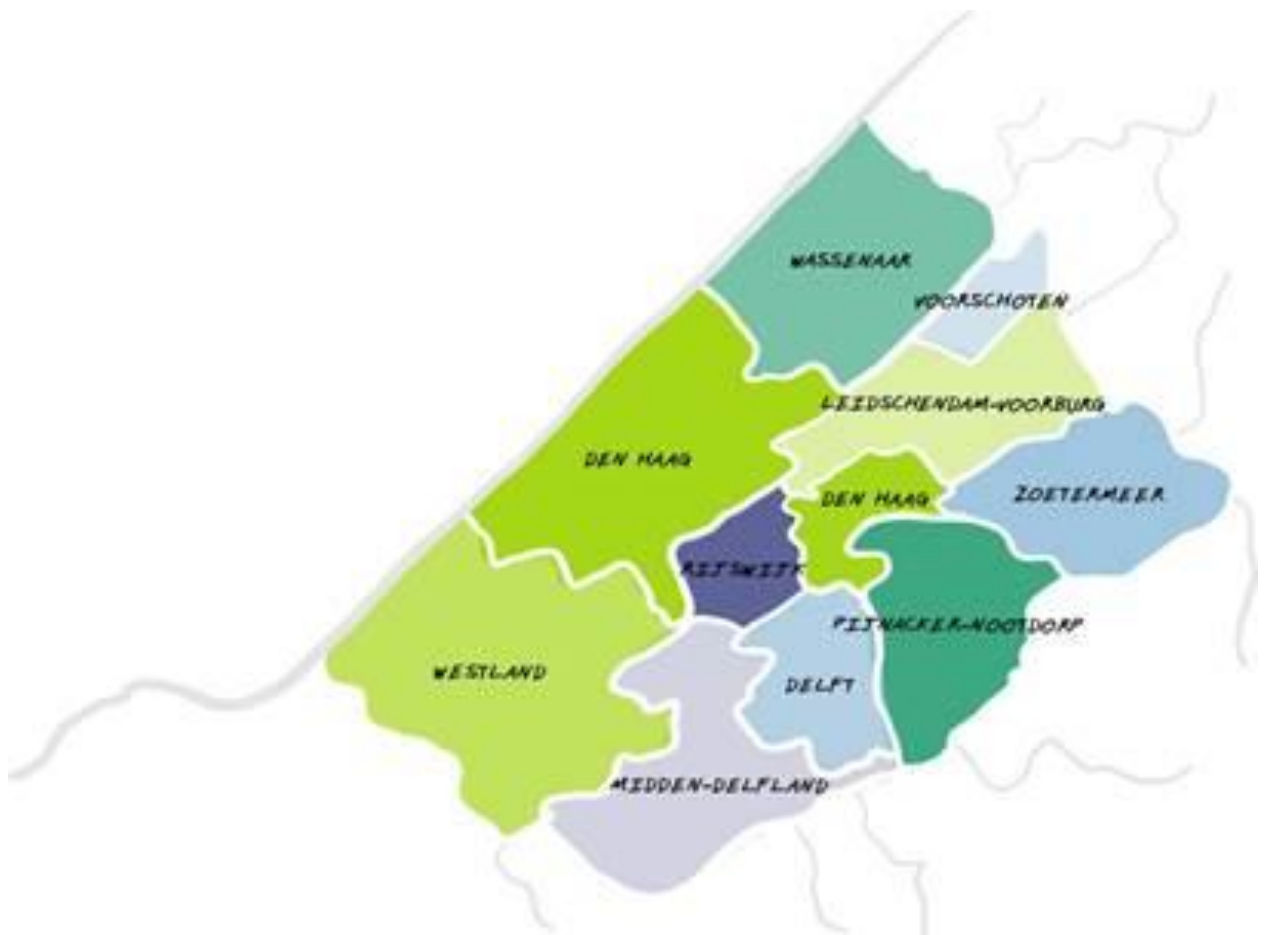 WASSENAAR
VOORSCHOTEN
LEIDSCHENDAM-VOORBURG
DEN HAAG
DEN HAAG
ZOETERMEER
RIJSWIJK
PIJNACKER-NOOTDORP
WESTLAND
DELFT
MIDDEN-DELFLAND